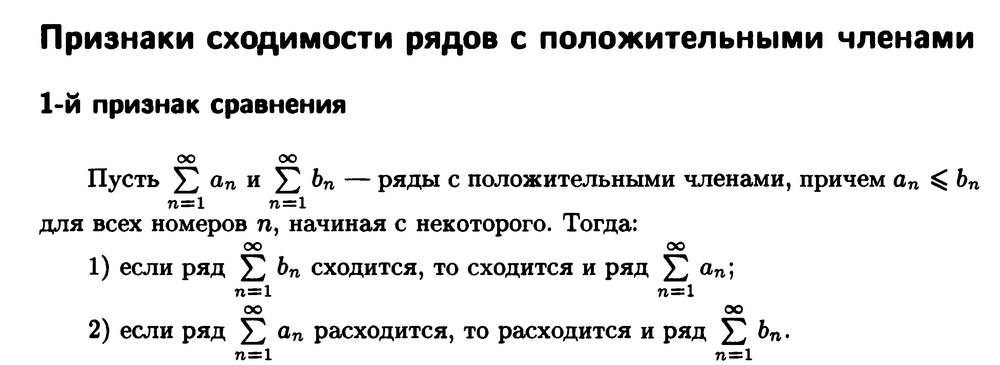 Признаки сходимости рядов с положительными членами
1-й признак сравнения
Пусть $\sum\limits_{n=1}^{\infty} a_n$ и $\sum\limits_{n=1}^{\infty} b_n$ — ряды с положительными членами, причем $a_n \leqslant b_n$
для всех номеров $n$, начиная с некоторого. Тогда:
1) если ряд $\sum\limits_{n=1}^{\infty} b_n$ сходится, то сходится и ряд $\sum\limits_{n=1}^{\infty} a_n$;
2) если ряд $\sum\limits_{n=1}^{\infty} a_n$ расходится, то расходится и ряд $\sum\limits_{n=1}^{\infty} b_n$.